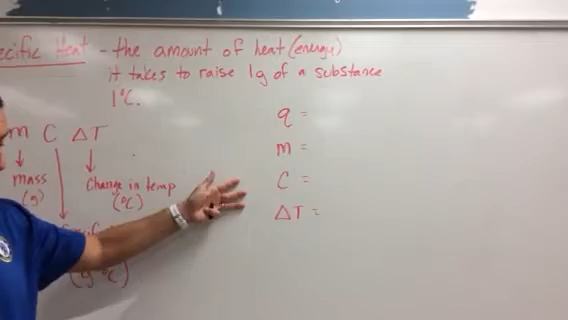 ecific Heat - the amount of heat (energy)
it takes to raise 1g of a substance
1°C.
m C ΔT
mass
(g)
Change in temp
(°C)
(g °C)
q =
m =
C =
ΔT =